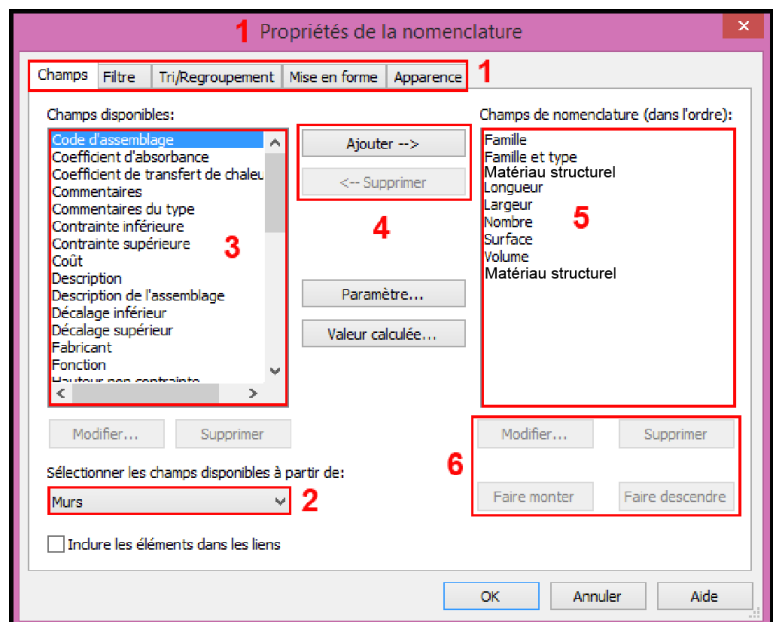 1 Propriétés de la nomenclature
×
Champs Filtre Tri/Regroupement Mise en forme Apparence 1
Champs disponibles:
Code d'assemblage
Coefficient d'absorbance
Coefficient de transfert de chaleu
Commentaires
Commentaires du type
Contrainte inférieure
Contrainte supérieure
Coût
Description
Description de l'assemblage
Décalage inférieur
Décalage supérieur
Fabricant
Fonction
Hauteur non contrainte
3
Ajouter -->
<-- Supprimer
4
Paramètre...
Valeur calculée...
Champs de nomenclature (dans l'ordre):
Famille
Famille et type
Matériau structurel
Longueur
Largeur
Nombre
Surface
Volume
Matériau structurel
5
Modifier... Supprimer
Sélectionner les champs disponibles à partir de:
Murs 2
Inclure les éléments dans les liens
6
Modifier... Supprimer
Faire monter Faire descendre
OK Annuler Aide